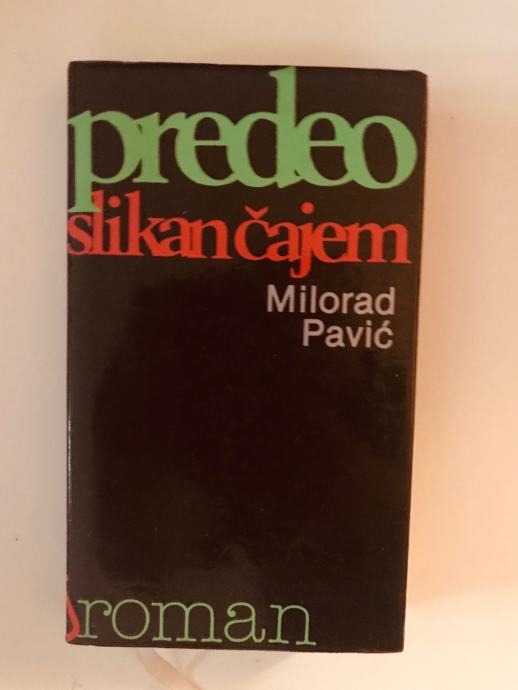 predeo
slikan čajem
Milorad
Pavić
roman